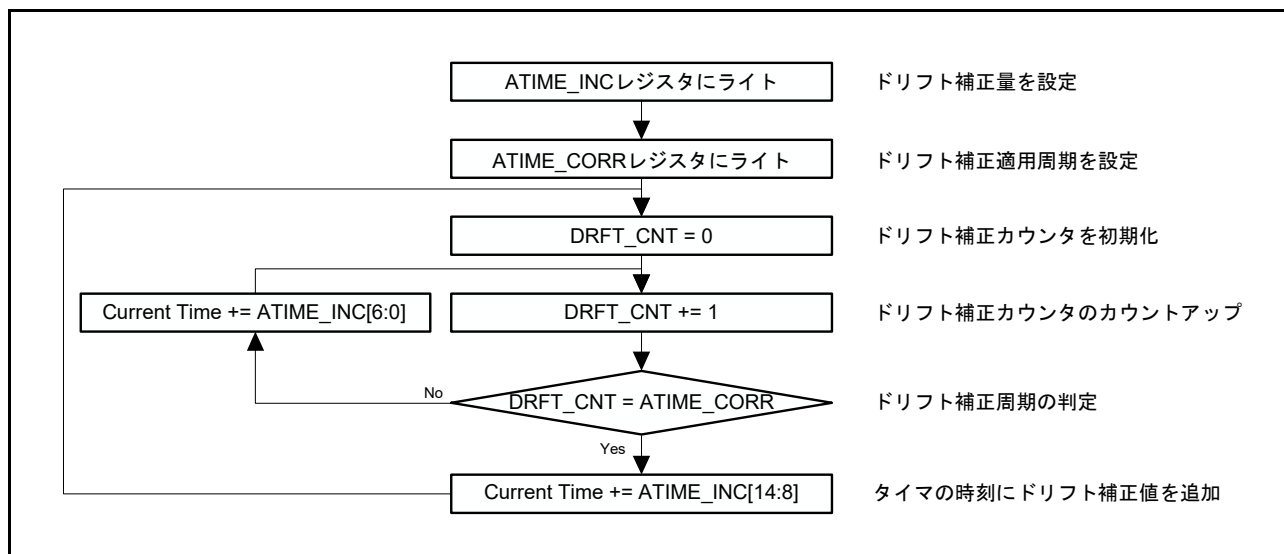 ATIME_INCレジスタにライト
ドリフト補正量を設定
ATIME_CORRレジスタにライト
ドリフト補正適用周期を設定
DRFT_CNT = 0
ドリフト補正カウンタを初期化
Current Time += ATIME_INC[6:0]
DRFT_CNT += 1
ドリフト補正カウンタのカウントアップ
No
DRFT_CNT = ATIME_CORR
ドリフト補正周期の判定
Yes
Current Time += ATIME_INC[14:8]
タイマの時刻にドリフト補正値を追加